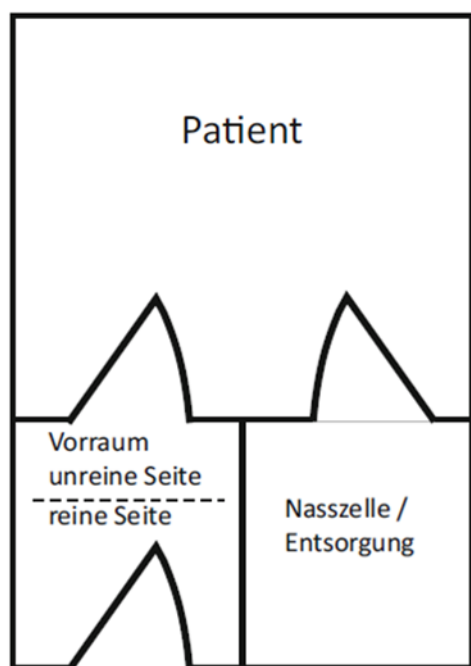 Patient
Vorraum
unreine Seite
reine Seite
Nasszelle /
Entsorgung